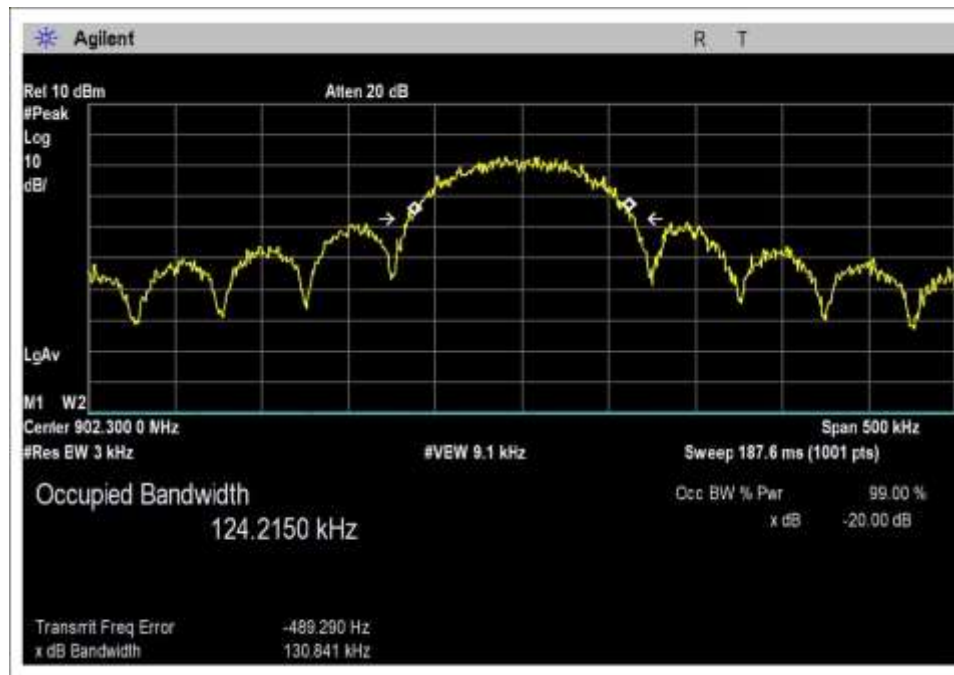 Agilent R T
Ref 10 dBm Atten 20 dB
#Peak
Log
10
dB/
LgAv
M1 W2
Center 902.300 0 MHz Span 500 kHz
#Res BW 3 kHz #VBW 9.1 kHz Sweep 187.6 ms (1001 pts)
Occupied Bandwidth Occ BW % Pwr 99.00 %
124.2150 kHz x dB -20.00 dB
Transmit Freq Error -489.290 Hz
x dB Bandwidth 130.841 kHz